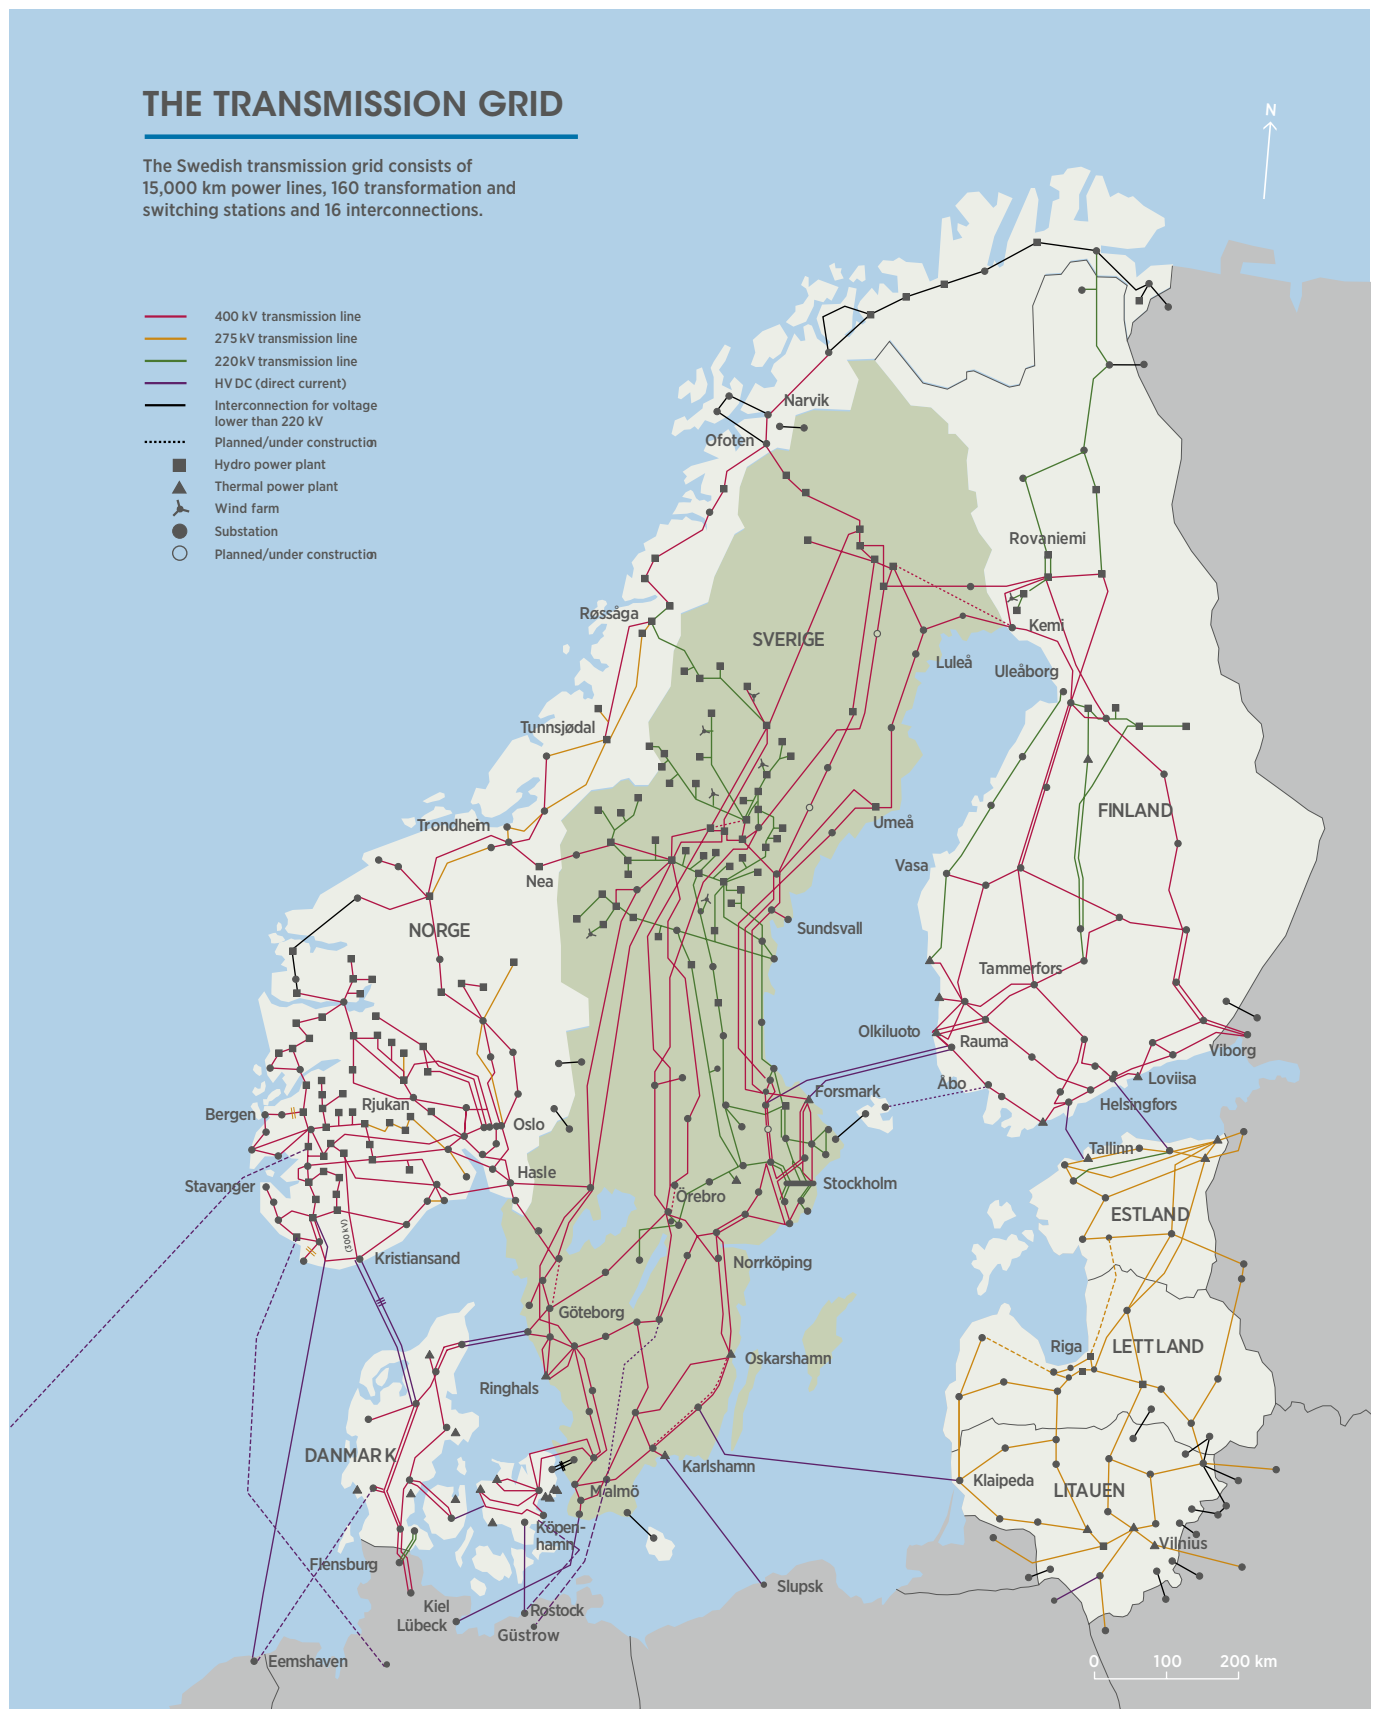 THE TRANSMISSION GRID
The Swedish transmission grid consists of
15,000 km power lines, 160 transformation and
switching stations and 16 interconnections.
N
400 kV transmission line
275 kV transmission line
220 kV transmission line
HVDC (direct current)
Interconnection for voltage
lower than 220 kV
Planned/under construction
Hydro power plant
Thermal power plant
Wind farm
Substation
Planned/under construction
Narvik
Ofoten
Rovaniemi
Røssåga
Kemi
SVERIGE
Luleå
Uleåborg
Tunnsjødal
FINLAND
Trondheim
Umeå
Vasa
Nea
NORGE
Sundsvall
Tammerfors
Olkiluoto
Rauma
Viborg
Åbo
Loviisa
Forsmark
Rjukan
Helsingfors
Bergen
Oslo
Tallinn
Hasle
Stavanger
Stockholm
Örebro
ESTLAND
(300 kV)
Kristiansand
Norrköping
Göteborg
Riga
LETTLAND
Oskarshamn
Ringhals
DANMARK
Karlshamn
Klaipeda
LITAUEN
Malmö
Köpen-
hamn
Vilnius
Flensburg
Slupsk
Kiel
Rostock
Lübeck
Güstrow
Eemshaven
0 100 200 km